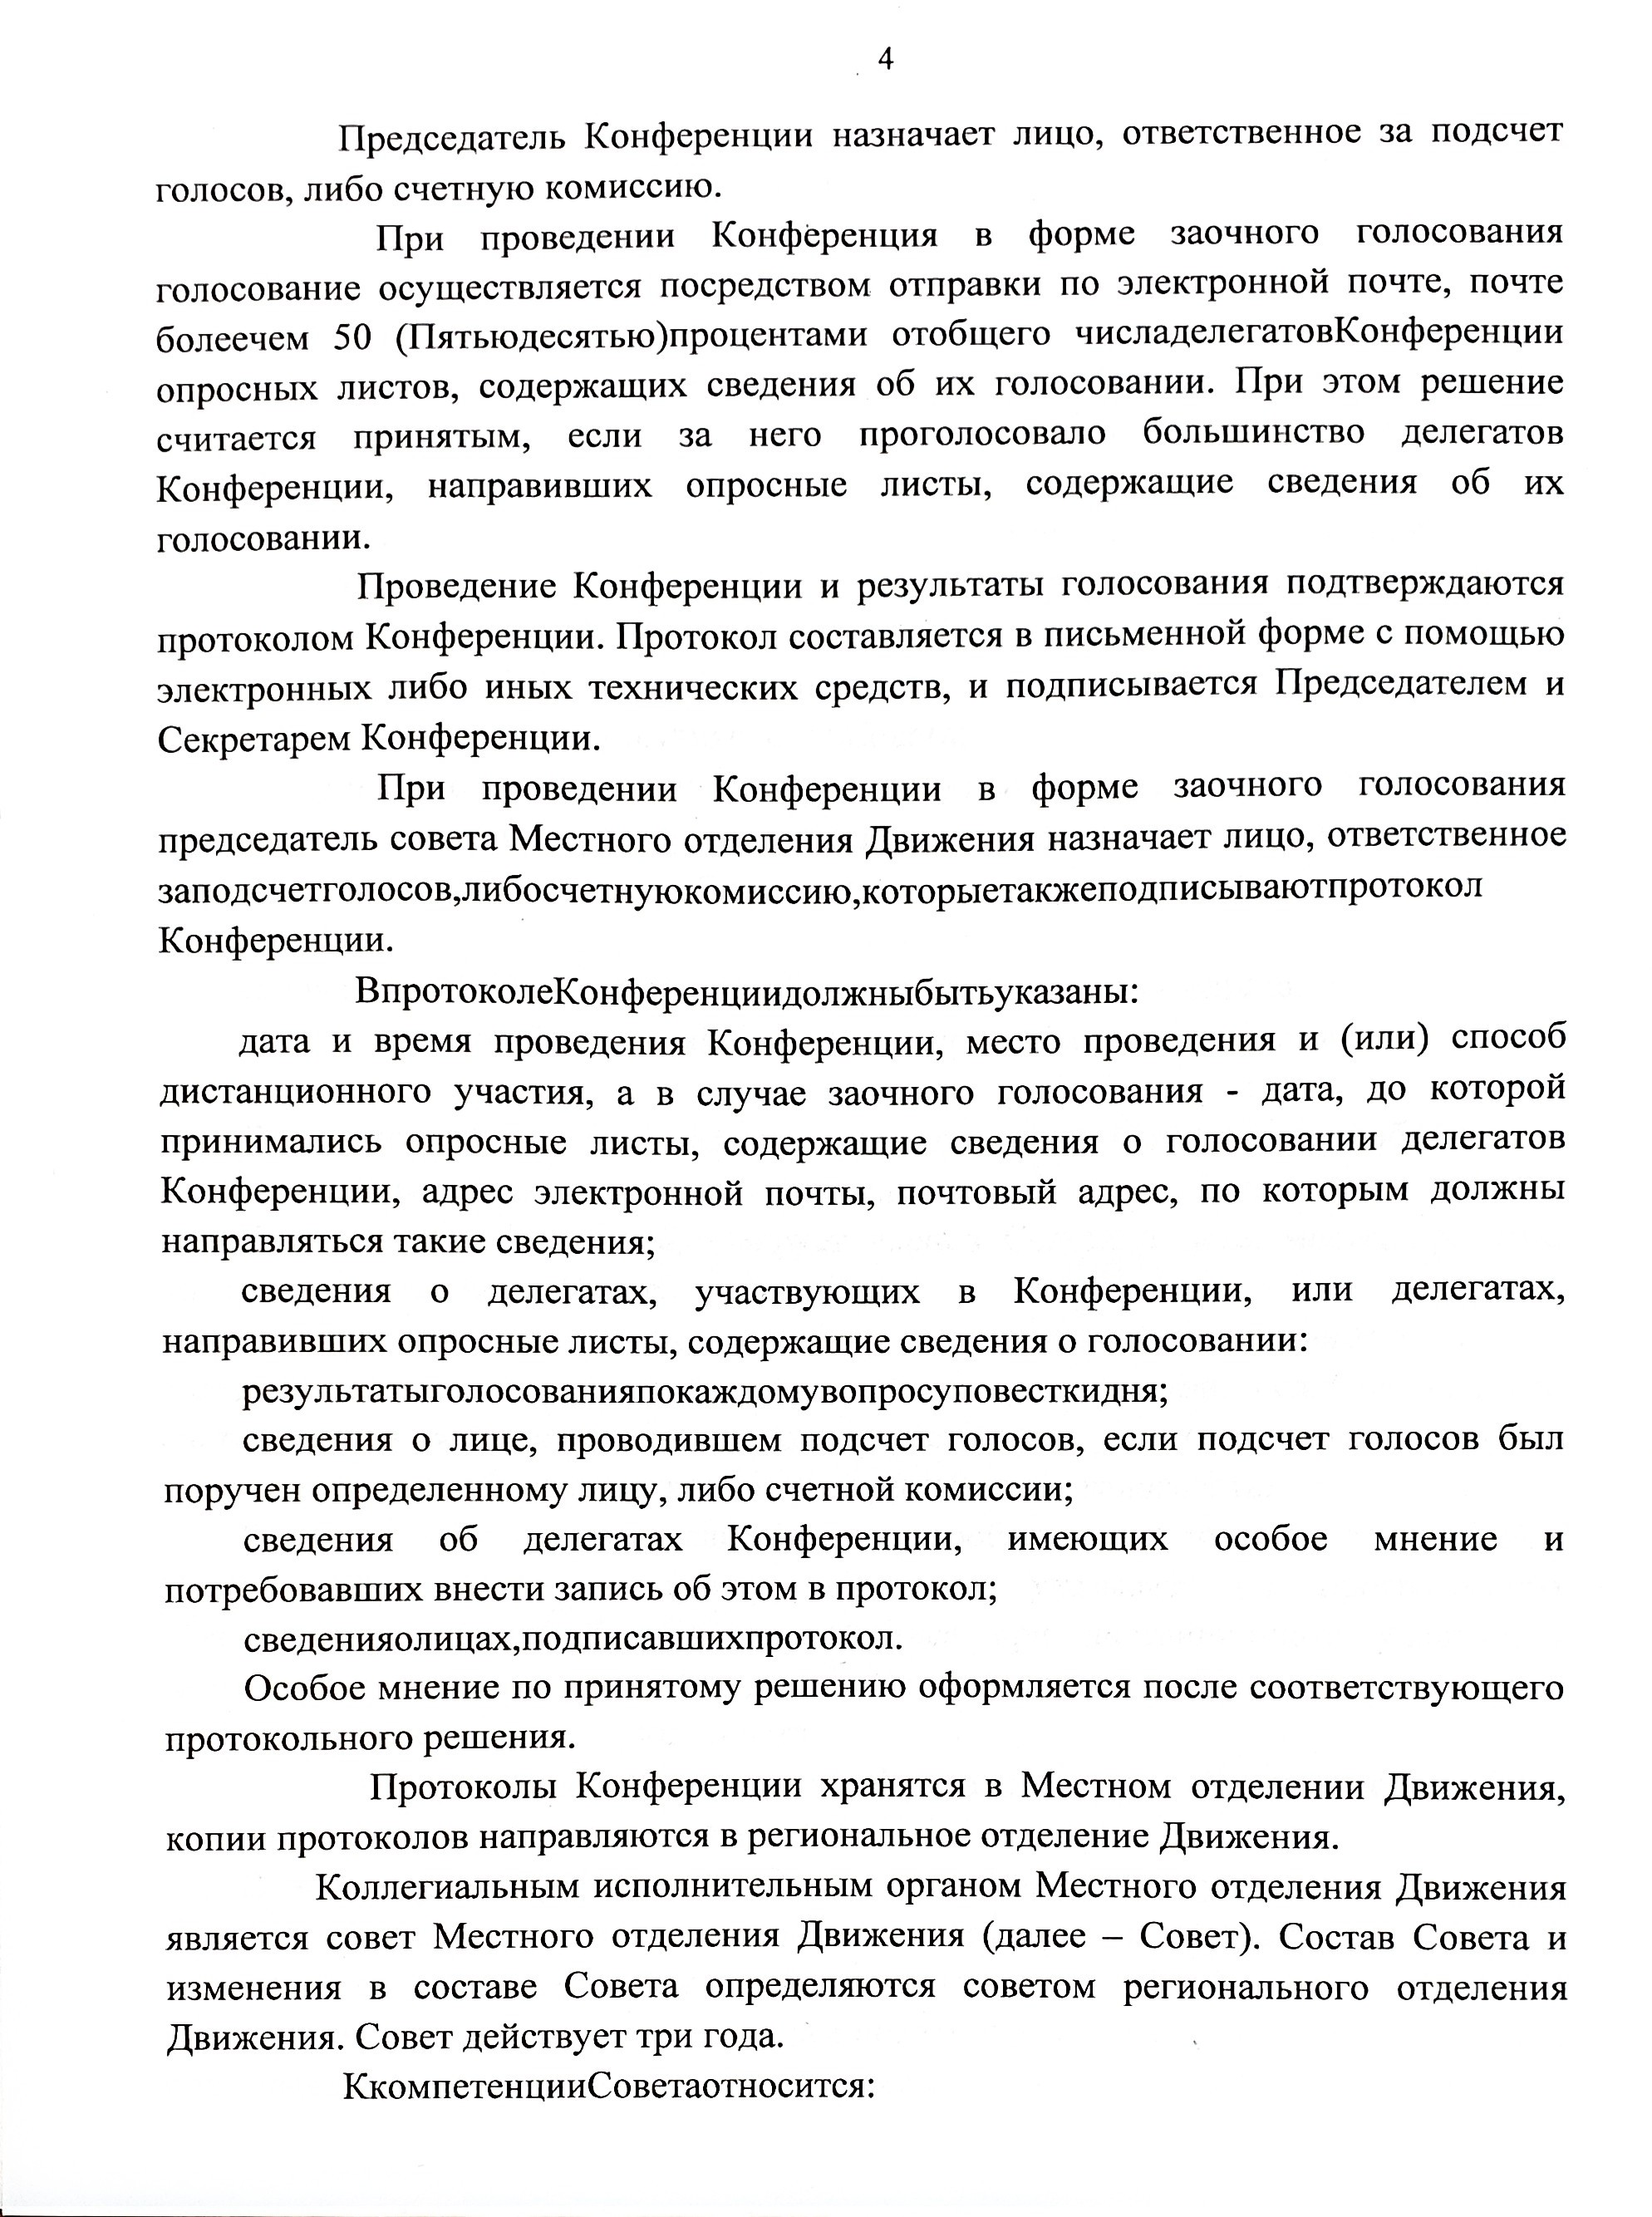 4
Председатель Конференции назначает лицо, ответственное за подсчет
голосов, либо счетную комиссию.
При проведении Конференция в форме заочного голосования
голосование осуществляется посредством отправки по электронной почте, почте
болеечем 50 (Пятьюдесятью)процентами отобщего числаделегатовКонференции
опросных листов, содержащих сведения об их голосовании. При этом решение
считается принятым, если за него проголосовало большинство делегатов
Конференции, направивших опросные листы, содержащие сведения об их
голосовании.
Проведение Конференции и результаты голосования подтверждаются
протоколом Конференции. Протокол составляется в письменной форме с помощью
электронных либо иных технических средств, и подписывается Председателем и
Секретарем Конференции.
При проведении Конференции в форме заочного голосования
председатель совета Местного отделения Движения назначает лицо, ответственное
заподсчетголосов,либосчетнуюкомиссию,которыетакжеподписываютпротокол
Конференции.
ВпротоколеКонференциидолжныбытьуказаны:
дата и время проведения Конференции, место проведения и (или) способ
дистанционного участия, а в случае заочного голосования - дата, до которой
принимались опросные листы, содержащие сведения о голосовании делегатов
Конференции, адрес электронной почты, почтовый адрес, по которым должны
направляться такие сведения;
сведения о делегатах, участвующих в Конференции, или делегатах,
направивших опросные листы, содержащие сведения о голосовании:
результатыголосованияпокаждомувопросуповесткидня;
сведения о лице, проводившем подсчет голосов, если подсчет голосов был
поручен определенному лицу, либо счетной комиссии;
сведения об делегатах Конференции, имеющих особое мнение и
потребовавших внести запись об этом в протокол;
сведенияолицах,подписавшихпротокол.
Особое мнение по принятому решению оформляется после соответствующего
протокольного решения.
Протоколы Конференции хранятся в Местном отделении Движения,
копии протоколов направляются в региональное отделение Движения.
Коллегиальным исполнительным органом Местного отделения Движения
является совет Местного отделения Движения (далее – Совет). Состав Совета и
изменения в составе Совета определяются советом регионального отделения
Движения. Совет действует три года.
КкомпетенцииСоветаотносится: